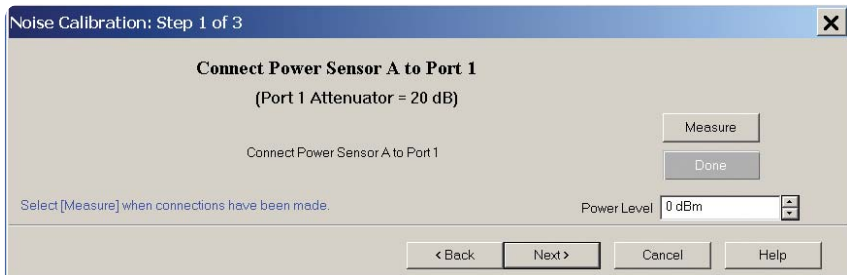 Noise Calibration: Step 1 of 3
Connect Power Sensor A to Port 1
(Port 1 Attenuator = 20 dB)
Measure
Connect Power Sensor A to Port 1
Done
Select [Measure] when connections have been made.
Power Level 0 dBm
< Back Next > Cancel Help